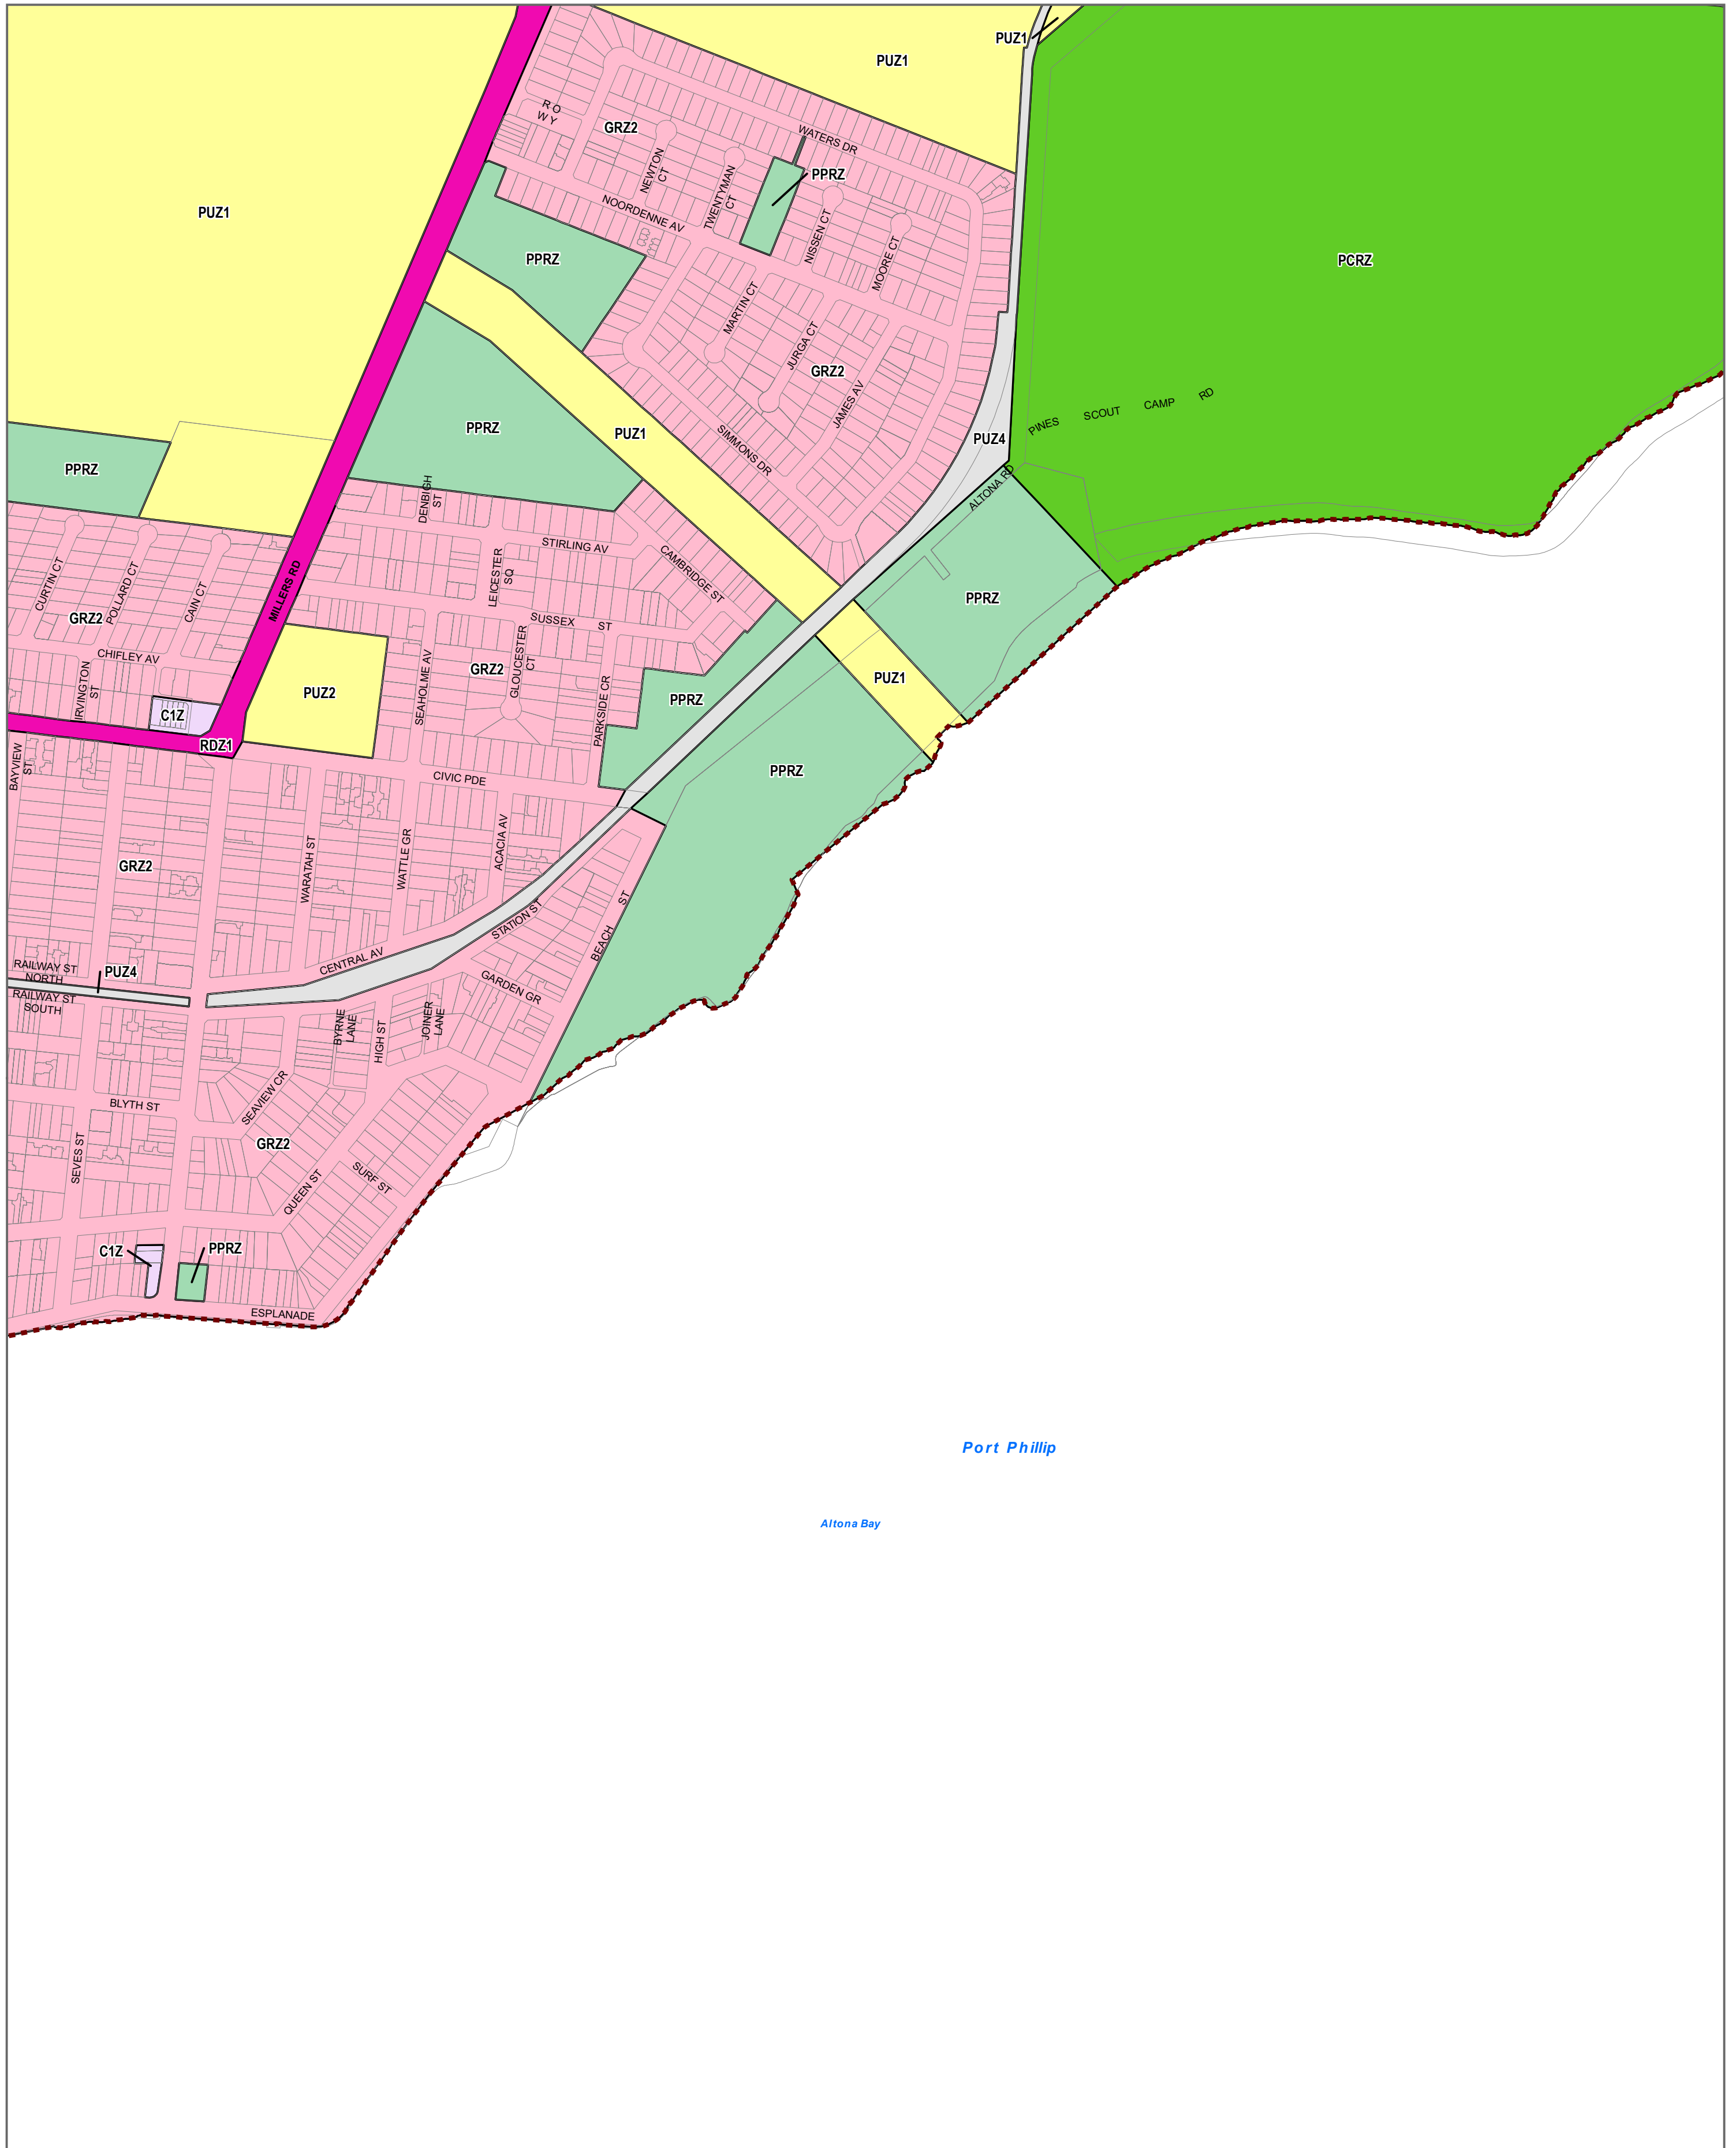 PUZ1
PUZ1
R O
W Y
GRZ2
WATERS DR
NEWTON
CT
TWENTYMAN
CT
PPRZ
PUZ1
NOORDENNE AV
NISSEN CT
MOORE CT
PPRZ
PCRZ
MARTIN CT
JURGA CT
GRZ2
JAMES AV
PINES SCOUT CAMP RD
PPRZ
PUZ1
SIMMONS DR
PUZ4
PPRZ
ALTONA RD
DENBIGH
ST
STIRLING AV
CAMBRIDGE ST
LEICESTER
SQ
CURTIN CT
POLLARD CT
CAIN CT
MILLERS RD
GRZ2
SUSSEX ST
PPRZ
CHIFLEY AV
GRZ2
GLOUCESTER
CT
PUZ1
IRVINGTON
ST
PUZ2
SEAHOLME AV
PPRZ
PARKSIDE CR
C1Z
RDZ1
BAYVIEW
ST
CIVIC PDE
PPRZ
GRZ2
WARATAH ST
WATTLE GR
ACACIA AV
STATION ST
BEACH ST
CENTRAL AV
RAILWAY ST
NORTH
PUZ4
RAILWAY ST
SOUTH
GARDEN GR
BYRNE
LANE
HIGH ST
JOINER
LANE
BLYTH ST
SEAVIEW CR
GRZ2
SEVES ST
SURF ST
QUEEN ST
C1Z
PPRZ
ESPLANADE
Port Phillip
Altona Bay